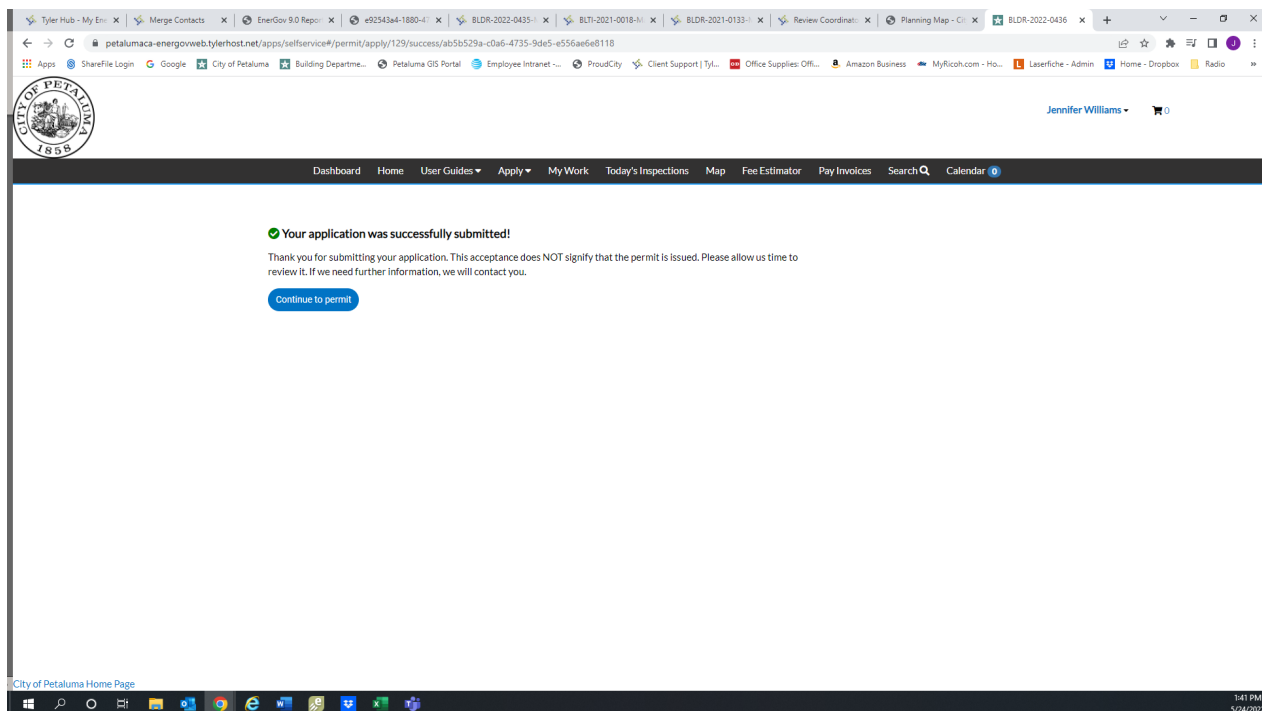 Tyler Hub - My Ene
Merge Contacts
EnerGov 9.0 Repor
e92543a4-1880-47
BLDR-2022-0435-
BLTI-2021-0018-M
BLDR-2021-0133-
Review Coordinato
Planning Map - Cit
BLDR-2022-0436
petalumaca-energovweb.tylerhost.net/apps/selfservice#/permit/apply/129/success/ab5b529a-c0a6-4735-9de5-e556ae6e8118
J
Apps ShareFile Login Google City of Petaluma Building Departme... Petaluma GIS Portal Employee Intranet -... ProudCity Client Support | Tyl... Office Supplies: Offi... Amazon Business MyRicoh.com - Ho... Laserfiche - Admin Home - Dropbox Radio »
CITY OF PETALUMA
1858
Jennifer Williams 0
Dashboard Home User Guides Apply My Work Today's Inspections Map Fee Estimator Pay Invoices Search Calendar 0
Your application was successfully submitted!
Thank you for submitting your application. This acceptance does NOT signify that the permit is issued. Please allow us time to
review it. If we need further information, we will contact you.
Continue to permit
City of Petaluma Home Page
1:41 PM
5/24/202